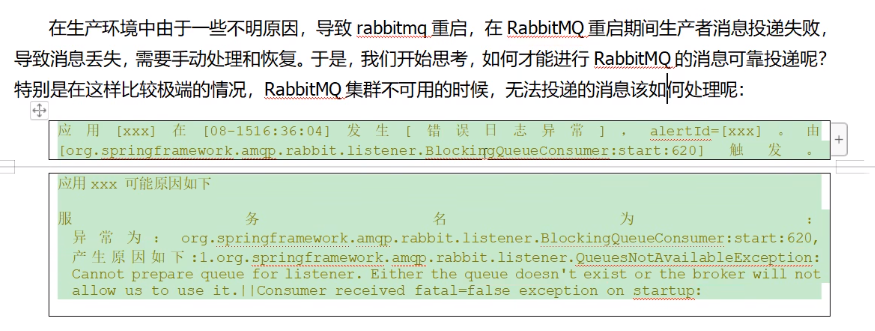 在生产环境中由于一些不明原因，导致 rabbitmq 重启，在 RabbitMQ 重启期间生产者消息投递失败，
导致消息丢失，需要手动处理和恢复。于是，我们开始思考，如何才能进行 RabbitMQ 的消息可靠投递呢？
特别是在这样比较极端的情况，RabbitMQ 集群不可用的时候，无法投递的消息该如何处理呢：
应用[xxx]在[08-1516:36:04]发生[错误日志异常]，alertId=[xxx]。由
[org.springframework.amqp.rabbit.listener.BlockingQueueConsumer:start:620]触发。
应用 xxx 可能原因如下
服务名为：
异常为：org.springframework.amqp.rabbit.listener.BlockingQueueConsumer:start:620,
产生原因如下:1.org.springframework.amqp.rabbit.listener.QueuesNotAvailableException:
Cannot prepare queue for listener. Either the queue doesn't exist or the broker will not
allow us to use it.||Consumer received fatal=false exception on startup: